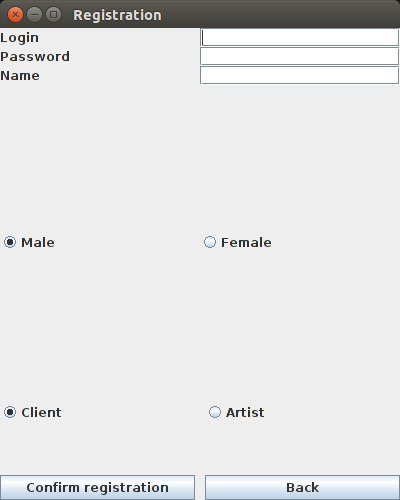 Registration
Login
Password
Name
Male Female
Client Artist
Confirm registration Back